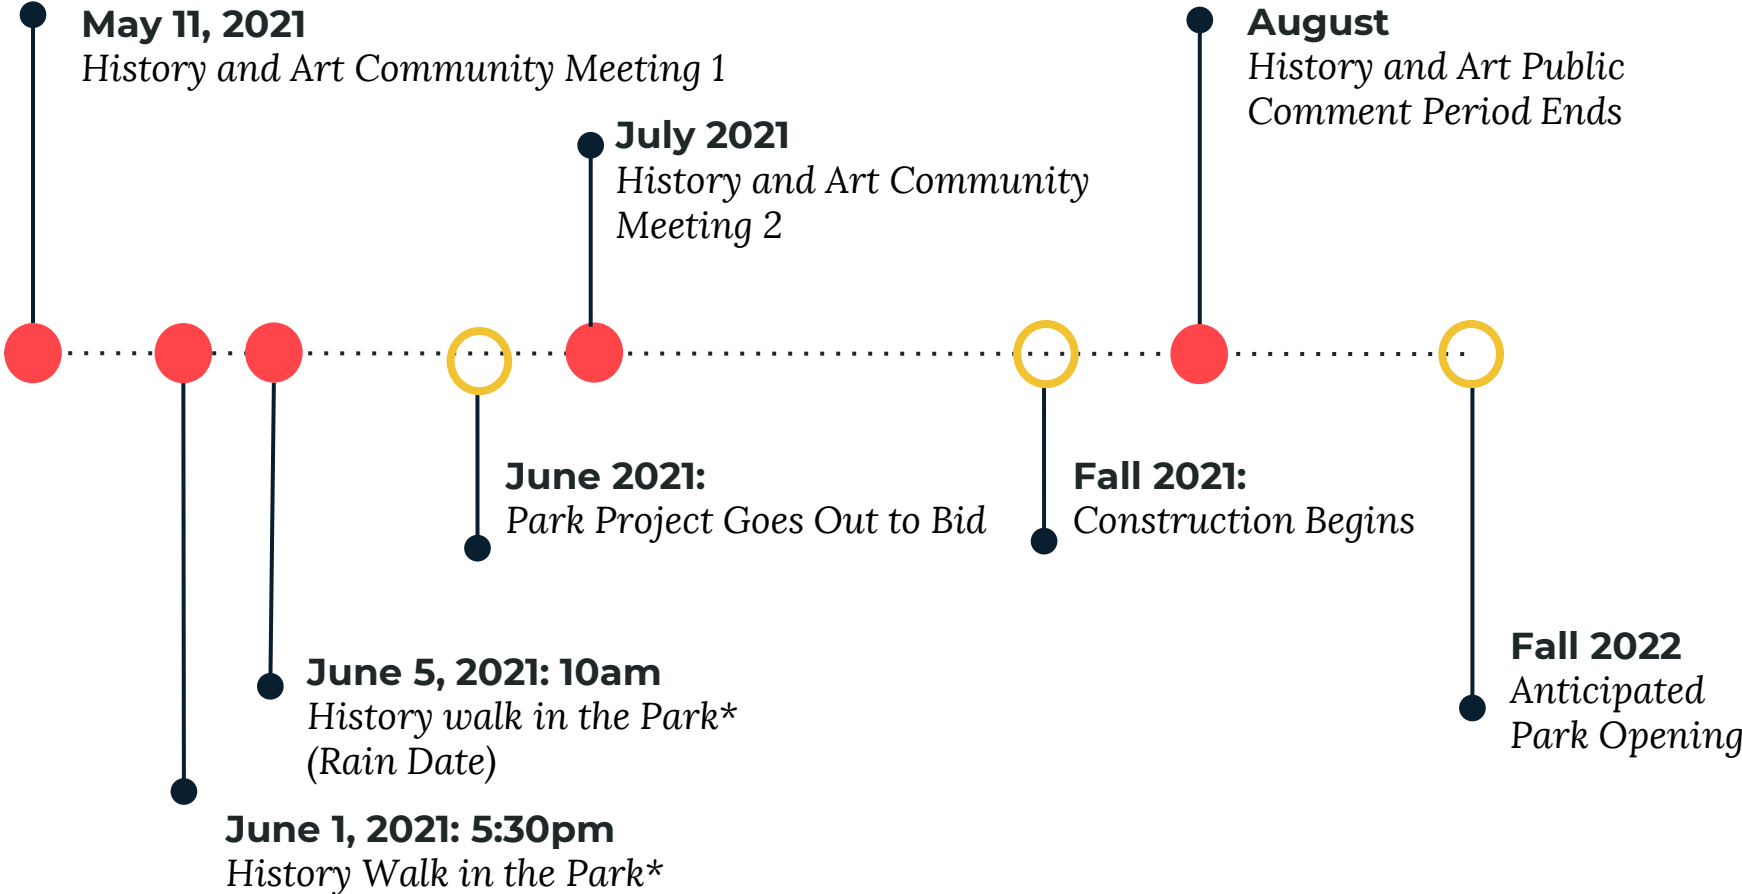 May 11, 2021
History and Art Community Meeting 1
August
History and Art Public
Comment Period Ends
July 2021
History and Art Community
Meeting 2
June 2021:
Park Project Goes Out to Bid
Fall 2021:
Construction Begins
Fall 2022
Anticipated
Park Opening
June 5, 2021: 10am
History walk in the Park*
(Rain Date)
June 1, 2021: 5:30pm
History Walk in the Park*